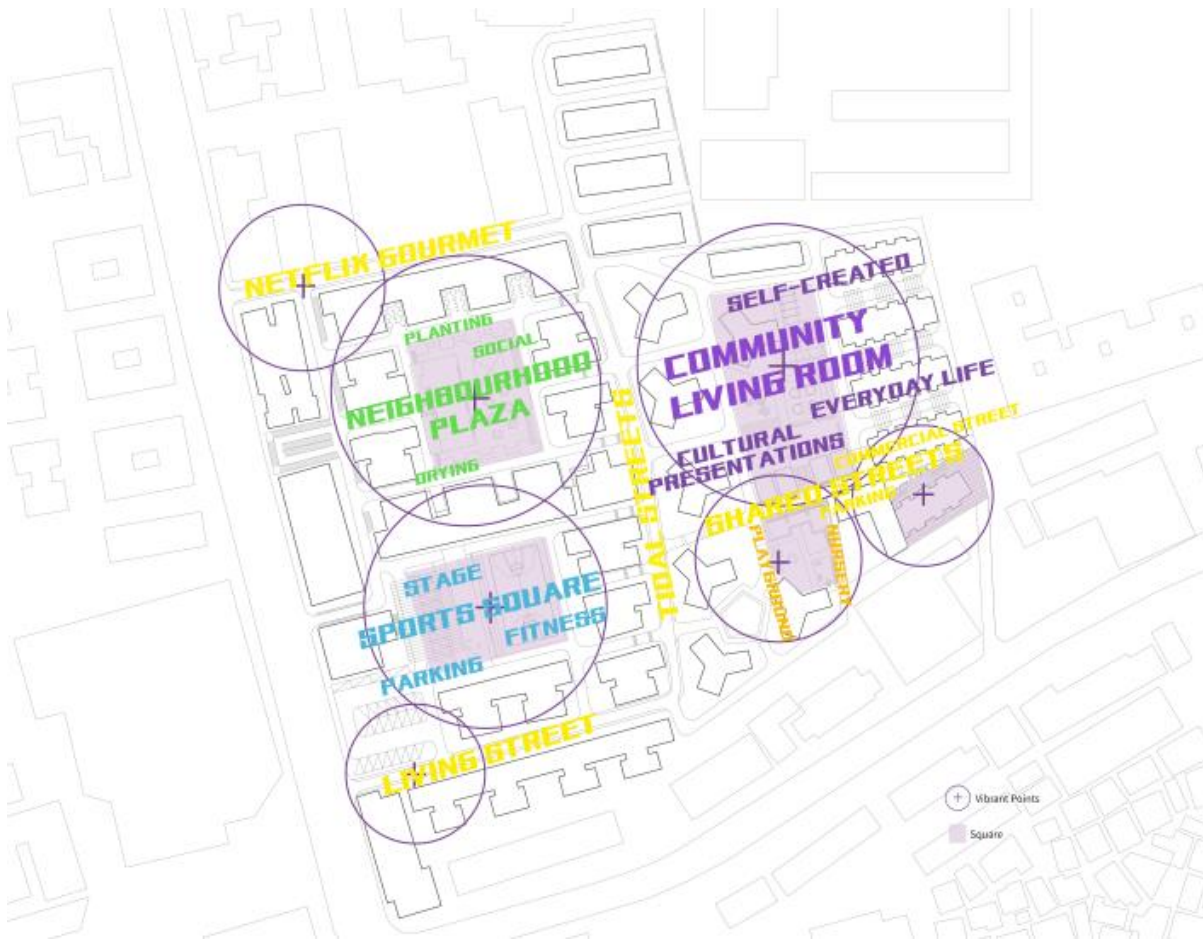 NETFLIX GOURMET
PLANTING
SOCIAL
NEIGHBOURHOOD
PLAZA
DRYING
TIDAL STREETS
SELF-CREATED
COMMUNITY
LIVING ROOM
EVERYDAY LIFE
CULTURAL
PRESENTATIONS
COMMERCIAL STREET
SHARED STREETS
PARKING
PLAYGROUND
NURSERY
STAGE
SPORTS SQUARE
FITNESS
PARKING
LIVING STREET
Vibrant Points
Square